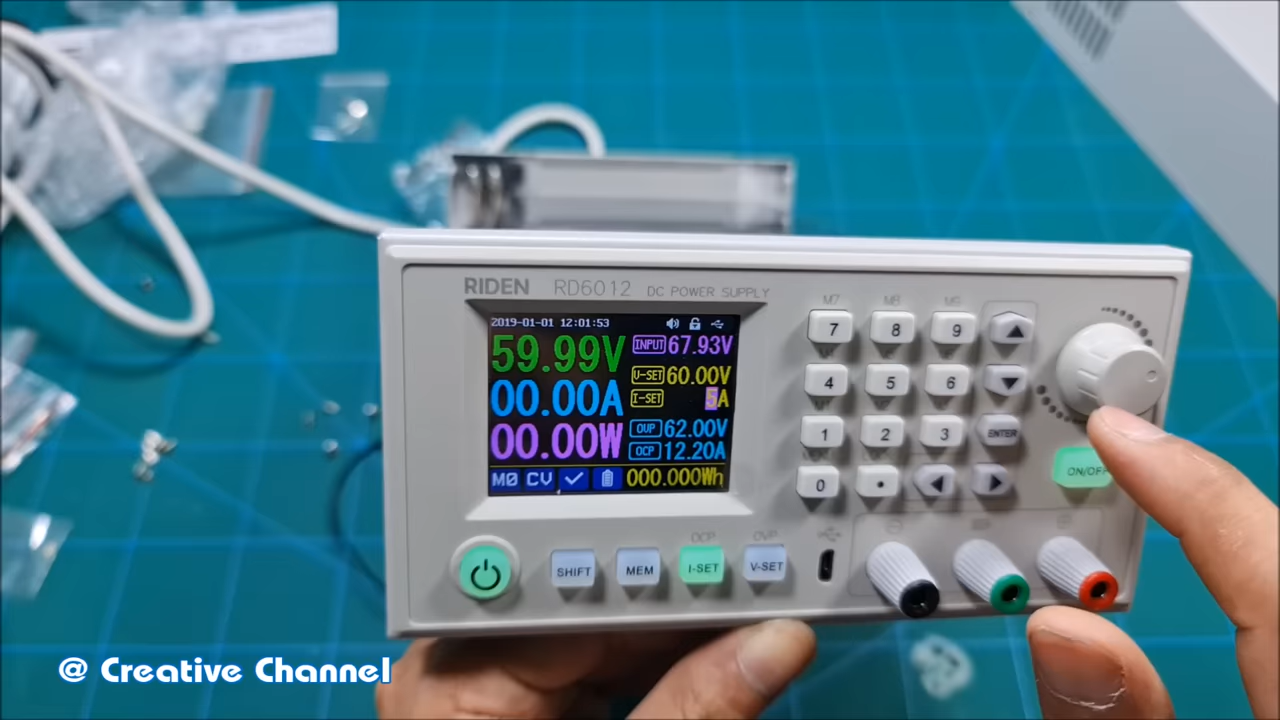 RIDEN RD6012 DC POWER SUPPLY
2019-01-01 12:01:53
59.99V
00.00A
00.00W
INPUT 67.93V
V-SET 60.00V
I-SET 5A
OVP 62.00V
OCP 12.20A
M0 CV 000.000Wh
M7 M8 M9
7 8 9
4 5 6
1 2 3 ENTER
0 .
ON/OFF
OCP OVP
SHIFT MEM I-SET V-SET
@ Creative Channel